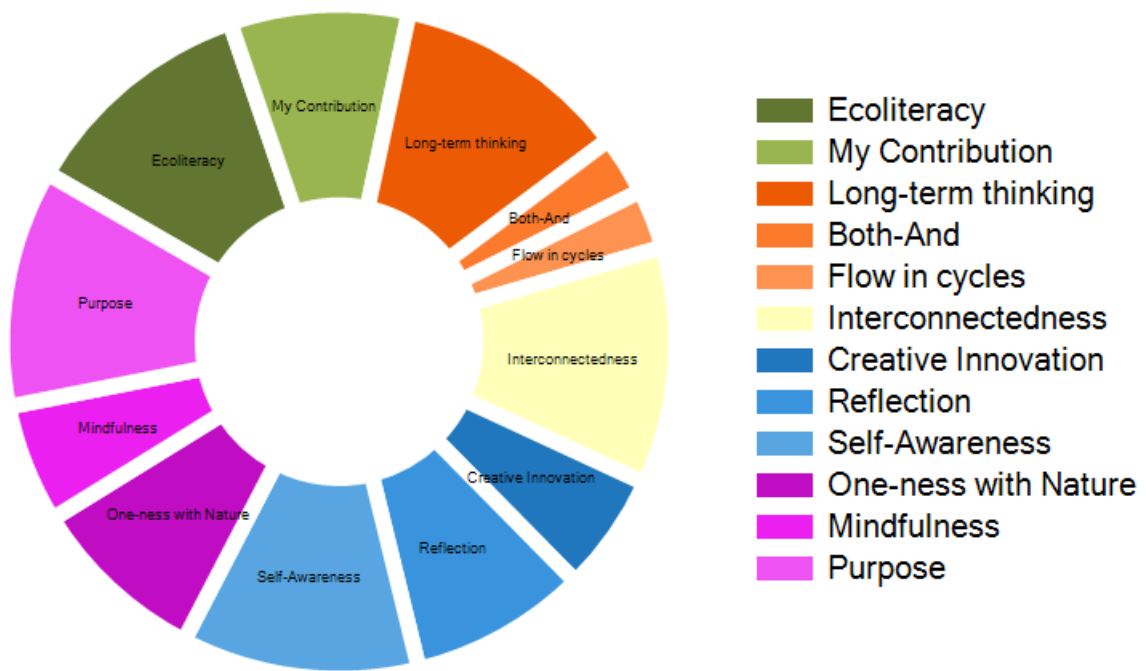 My Contribution
Long-term thinking
Ecoliteracy
Both-And
Flow in cycles
Purpose
Interconnectedness
Mindfulness
Creative Innovation
One-ness with Nature
Reflection
Self-Awareness
Ecoliteracy
My Contribution
Long-term thinking
Both-And
Flow in cycles
Interconnectedness
Creative Innovation
Reflection
Self-Awareness
One-ness with Nature
Mindfulness
Purpose